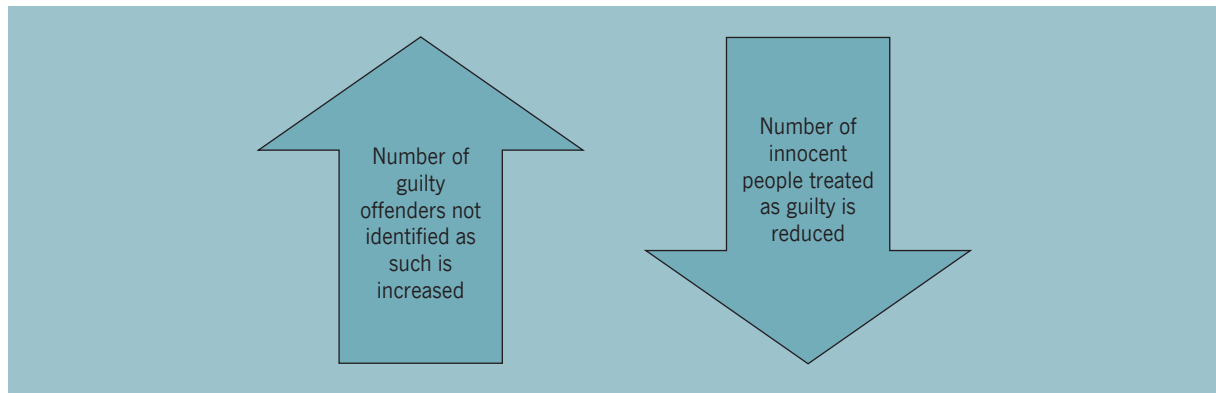 Number of
guilty
offenders not
identified as
such is
increased
Number of
innocent
people treated
as guilty is
reduced